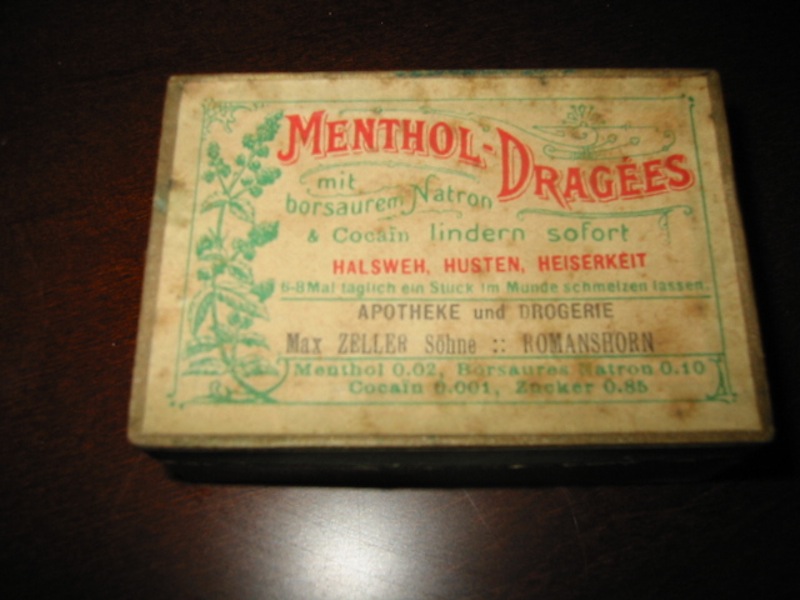 MENTHOL-DRAGÉES
mit
borsaurem Natron
& Cocaïn lindern sofort
HALSWEH, HUSTEN, HEISERKEIT
6-8 Mal täglich ein Stück im Munde schmelzen lassen.
APOTHEKE und DROGERIE
Max ZELLER Söhne :: ROMANSHORN
Menthol 0.02, Borsaures Natron 0.10
Cocaïn 0.001, Zucker 0.85